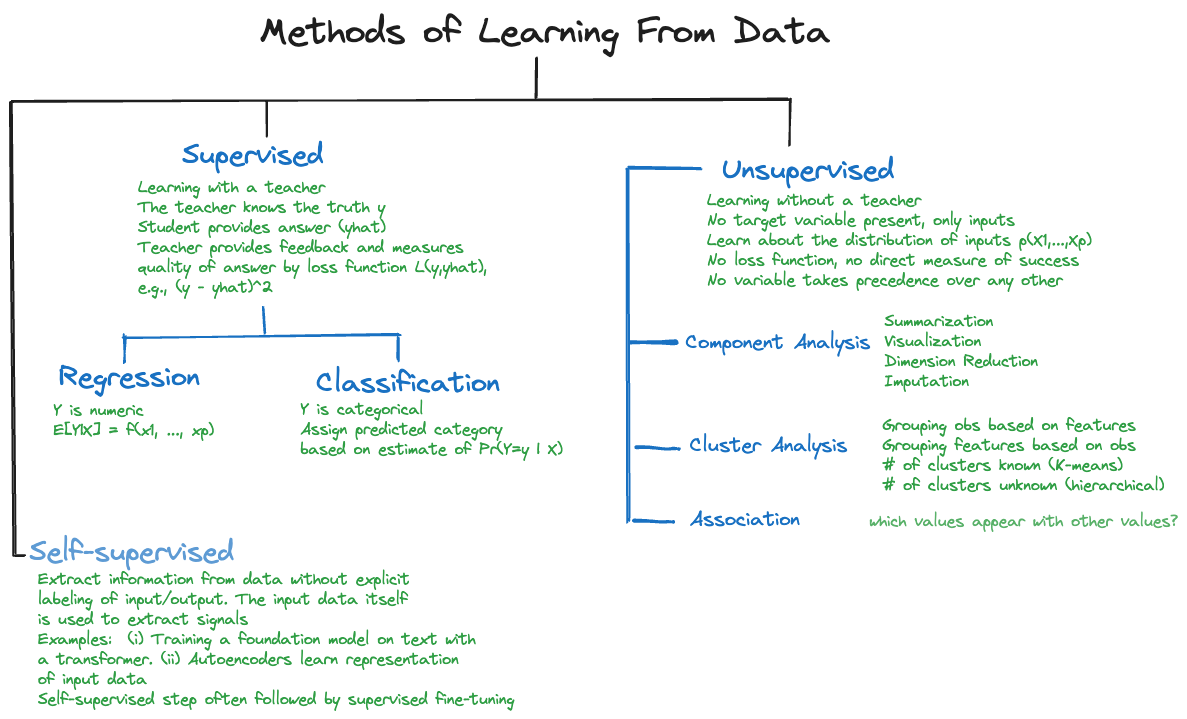 Methods of Learning From Data
Supervised
Learning with a teacher
The teacher knows the truth y
Student provides answer (yhat)
Teacher provides feedback and measures
quality of answer by loss function L(y,yhat),
e.g., (y - yhat)^2
Regression
Y is numeric
E[Y|X] = f(x1, ..., xp)
Classification
Y is categorical
Assign predicted category
based on estimate of Pr(Y=y | X)
Unsupervised
Learning without a teacher
No target variable present, only inputs
Learn about the distribution of inputs p(X1,...,Xp)
No loss function, no direct measure of success
No variable takes precedence over any other
Component Analysis
Summarization
Visualization
Dimension Reduction
Imputation
Cluster Analysis
Grouping obs based on features
Grouping features based on obs
# of clusters known (K-means)
# of clusters unknown (hierarchical)
Association
which values appear with other values?
Self-supervised
Extract information from data without explicit
labeling of input/output. The input data itself
is used to extract signals
Examples: (i) Training a foundation model on text with
a transformer. (ii) Autoencoders learn representation
of input data
Self-supervised step often followed by supervised fine-tuning